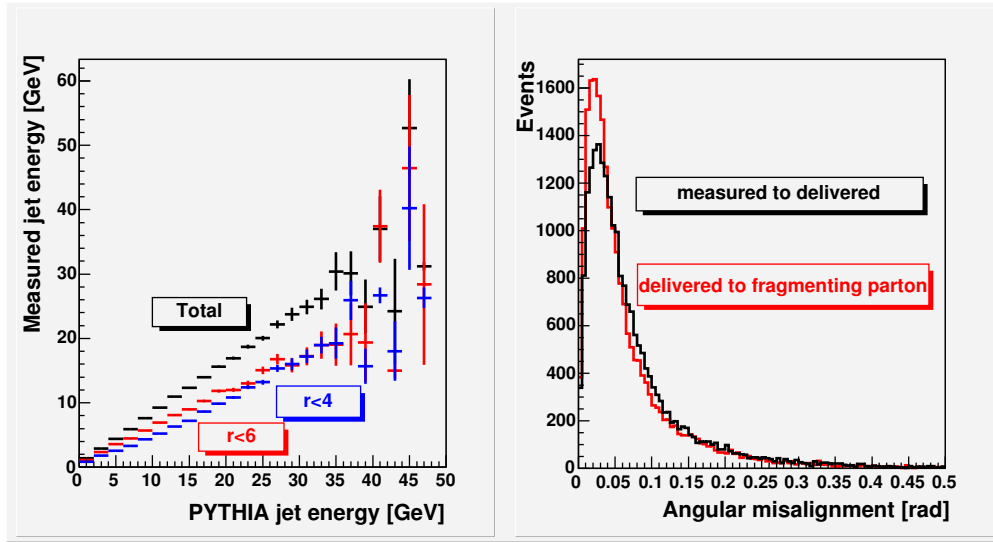 Measured jet energy [GeV]
60
50
40
30
20
10
0
Total
r<4
r<6
0 5 10 15 20 25 30 35 40 45 50
PYTHIA jet energy [GeV]
Events
1600
1400
1200
1000
800
600
400
200
0
measured to delivered
delivered to fragmenting parton
0 0.05 0.1 0.15 0.2 0.25 0.3 0.35 0.4 0.45 0.5
Angular misalignment [rad]